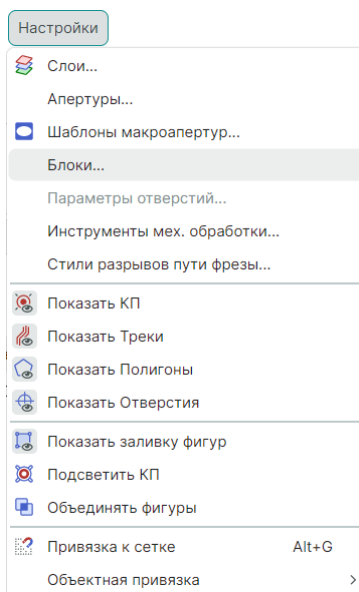 Настройки
Слои...
Апертуры...
Шаблоны макроапертур...
Блоки...
Параметры отверстий...
Инструменты мех. обработки...
Стили разрывов пути фрезы...
Показать КП
Показать Треки
Показать Полигоны
Показать Отверстия
Показать заливку фигур
Подсветить КП
Объединять фигуры
Привязка к сетке Alt+G
Объектная привязка